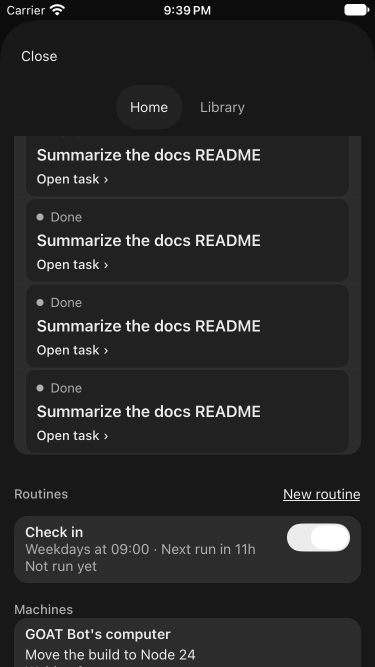 Carrier
9:39 PM
Close
Home
Library
Summarize the docs README
Open task ›
Done
Summarize the docs README
Open task ›
Done
Summarize the docs README
Open task ›
Done
Summarize the docs README
Open task ›
Routines
New routine
Check in
Weekdays at 09:00 · Next run in 11h
Not run yet
Machines
GOAT Bot's computer
Move the build to Node 24